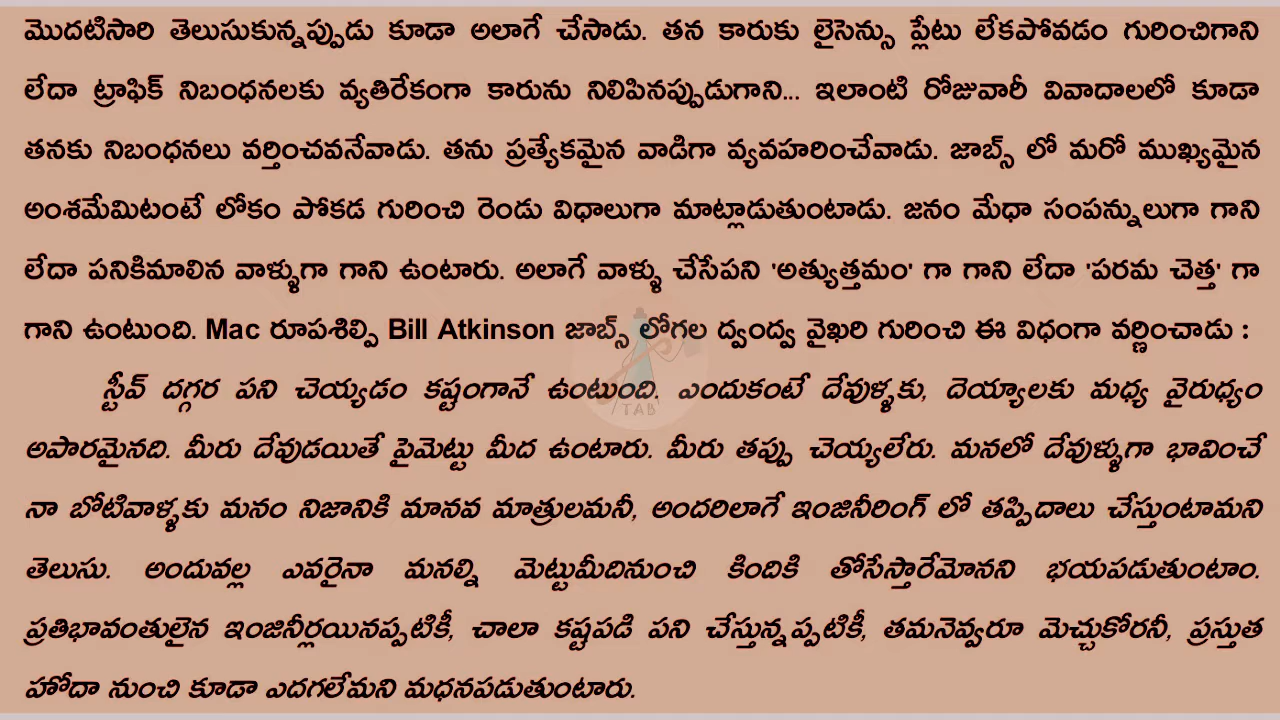 మొదటిసారి తెలుసుకున్నప్పుడు కూడా అలాగే చేసాడు. తన కారుకు లైసెన్సు ప్లేటు లేకపోవడం గురించిగాని
లేదా ట్రాఫిక్ నిబంధనలకు వ్యతిరేకంగా కారును నిలిపినప్పుడుగాని... ఇలాంటి రోజువారీ వివాదాలలో కూడా
తనకు నిబంధనలు వర్తించవనేవాడు. తను ప్రత్యేకమైన వాడిగా వ్యవహరించేవాడు. జాబ్స్ లో మరో ముఖ్యమైన
అంశమేమిటంటే లోకం పోకడ గురించి రెండు విధాలుగా మాట్లాడుతుంటాడు. జనం మేధా సంపన్నులుగా గాని
లేదా పనికిమాలిన వాళ్ళుగా గాని ఉంటారు. అలాగే వాళ్ళు చేసేపని 'అత్యుత్తమం' గా గాని లేదా 'పరమ చెత్త' గా
గాని ఉంటుంది. Mac రూపశిల్పి Bill Atkinson జాబ్స్ లోగల ద్వంద్వ వైఖరి గురించి ఈ విధంగా వర్ణించాడు :
స్టీవ్ దగ్గర పని చెయ్యడం కష్టంగానే ఉంటుంది. ఎందుకంటే దేవుళ్ళకు, దెయ్యాలకు మధ్య వైరుధ్యం
అపారమైనది. మీరు దేవుడయితే పైమెట్టు మీద ఉంటారు. మీరు తప్పు చెయ్యలేరు. మనలో దేవుళ్ళుగా భావించే
నా బోటివాళ్ళకు మనం నిజానికి మానవ మాత్రులమనీ, అందరిలాగే ఇంజినీరింగ్ లో తప్పిదాలు చేస్తుంటామని
తెలుసు. అందువల్ల ఎవరైనా మనల్ని మెట్టుమీదినుంచి కిందికి తోసేస్తారేమోనని భయపడుతుంటాం.
ప్రతిభావంతులైన ఇంజినీర్లయినప్పటికీ, చాలా కష్టపడి పని చేస్తున్నప్పటికీ, తమనెవ్వరూ మెచ్చుకోరనీ, ప్రస్తుత
హోదా నుంచి కూడా ఎదగలేమని మధనపడుతుంటారు.
TAB